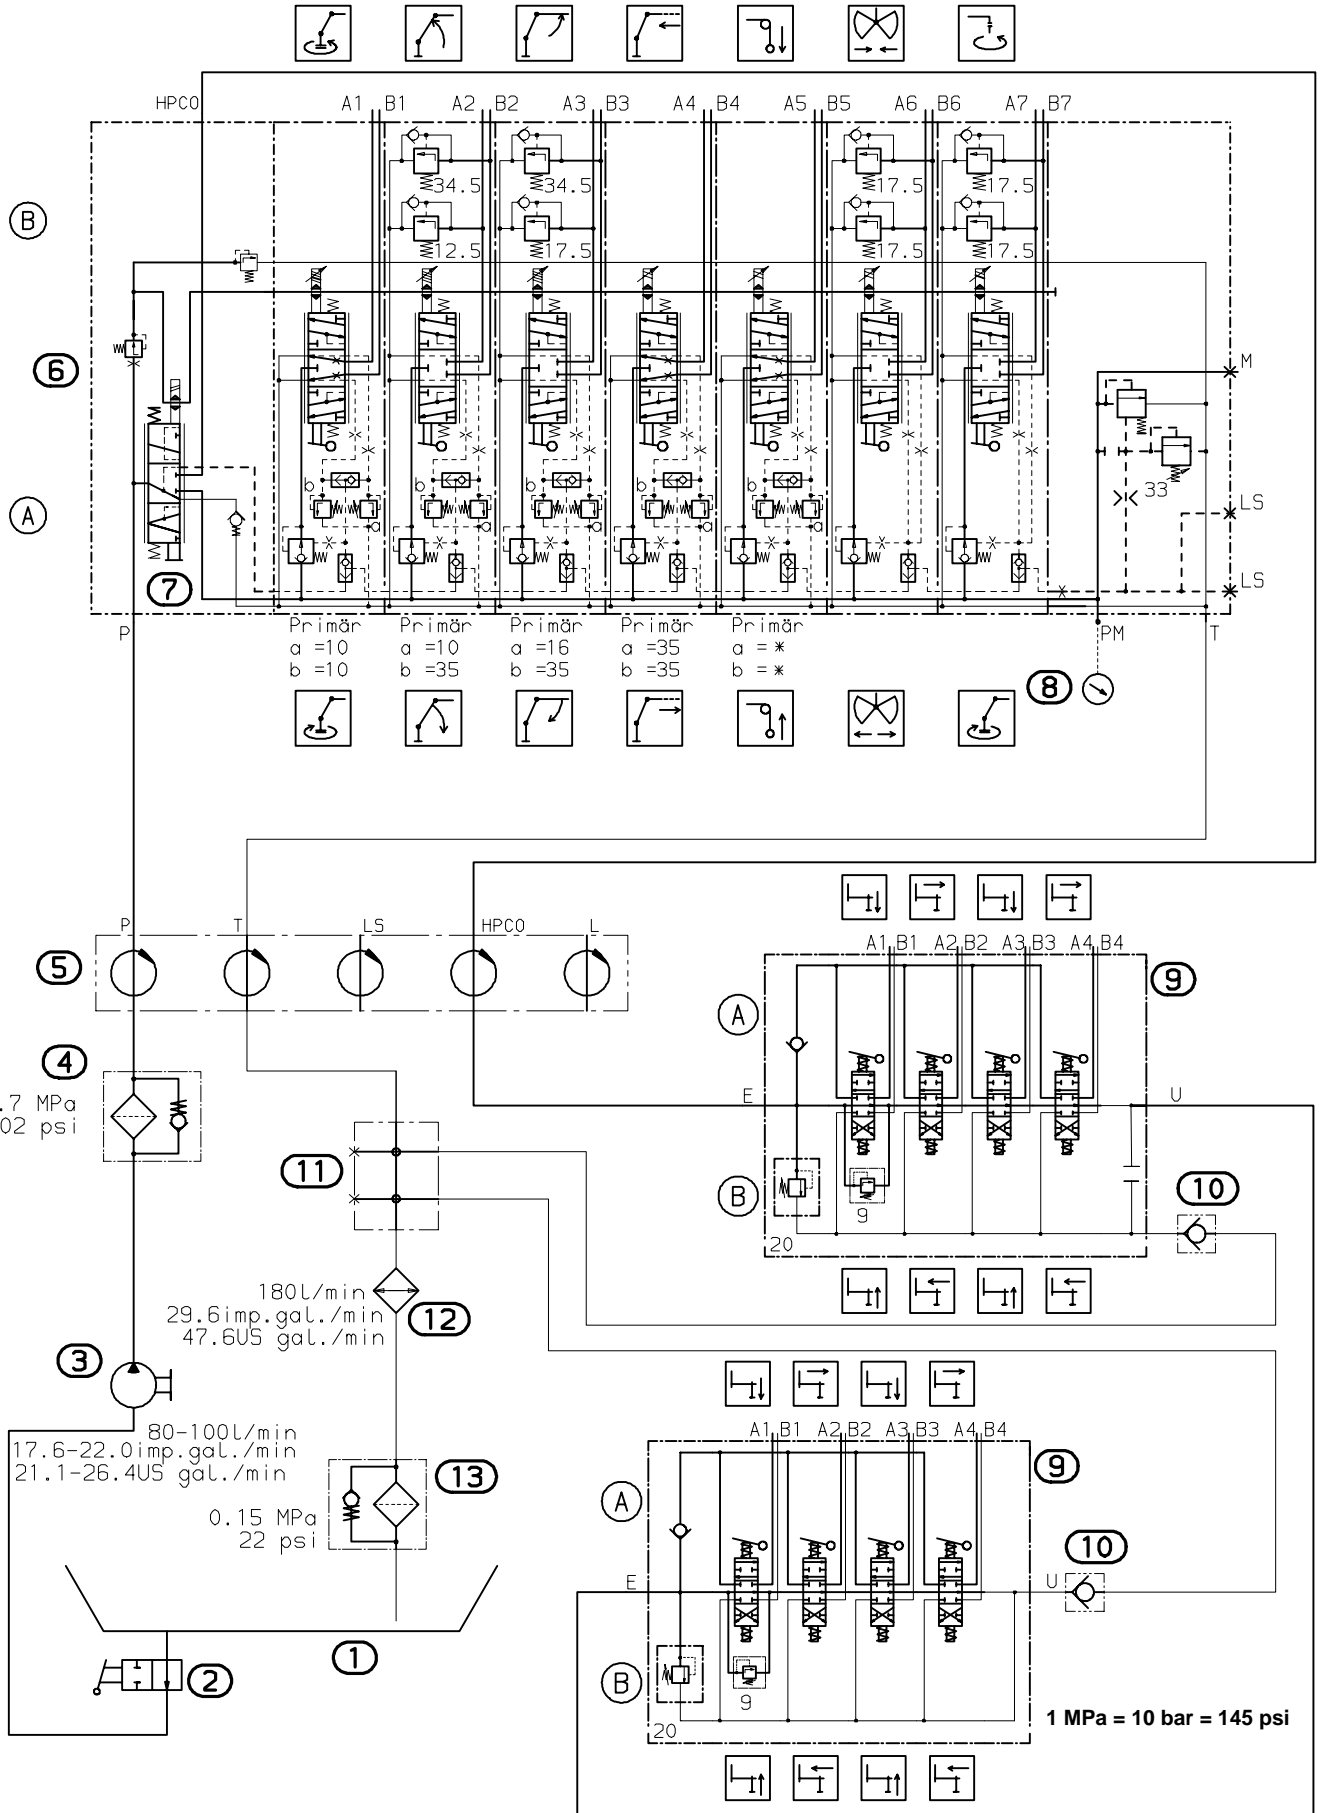 HPCO A1 B1 A2 B2 A3 B3 A4 B4 A5 B5 A6 B6 A7 B7
34.5 34.5 17.5 17.5
B
12.5 17.5 17.5 17.5
6
M
33
b b b b b
A
LS
a a a a a
7
LS
P
Primär Primär Primär Primär Primär
PM T
a =10 a =10 a =16 a =35 a = *
b =10 b =35 b =35 b =35 b = *
8
P T LS HPCO L
5
A1 B1 A2 B2 A3 B3 A4 B4
9
A
4
.7 MPa
02 psi
E U
11
B
9
10
20
180l/min
29.6imp.gal./min
47.6US gal./min
12
3
80-100l/min
17.6-22.0imp.gal./min
21.1-26.4US gal./min
A1 B1 A2 B2 A3 B3 A4 B4
9
13
A
0.15 MPa
22 psi
10
E U
1
2
B
9
20
1 MPa = 10 bar = 145 psi